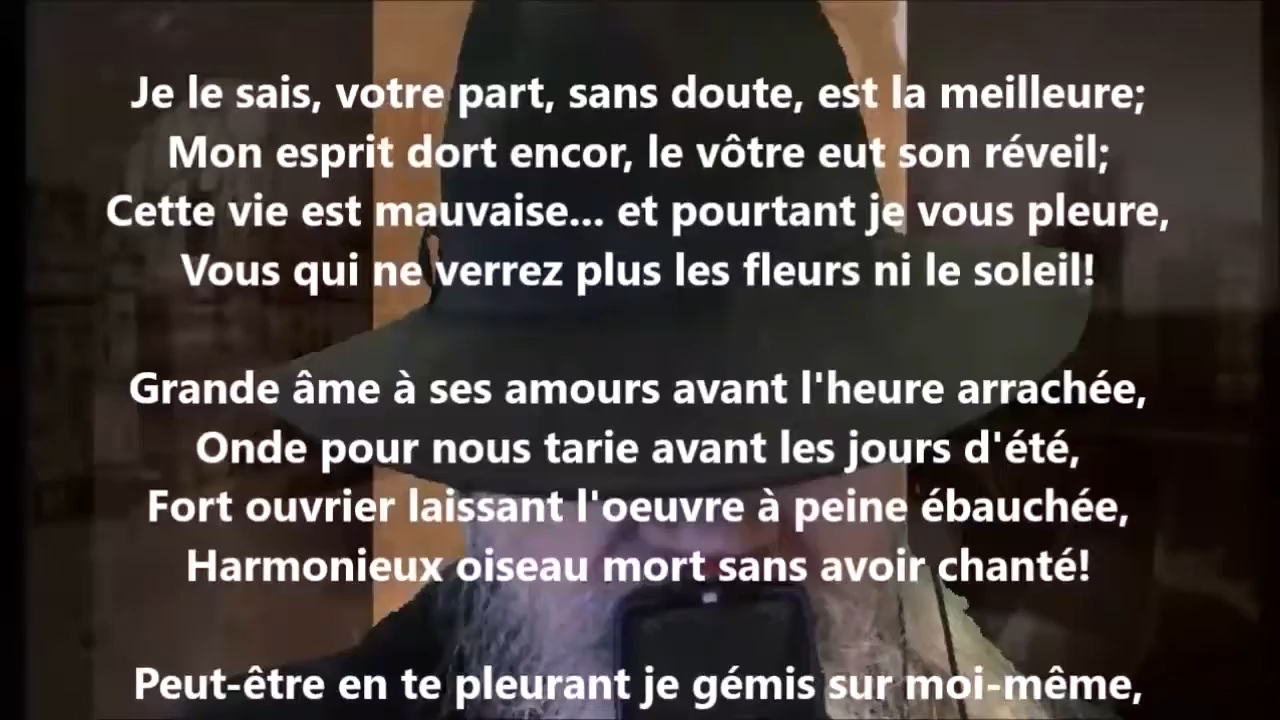 Je le sais, votre part, sans doute, est la meilleure;
Mon esprit dort encor, le vôtre eut son réveil;
Cette vie est mauvaise... et pourtant je vous pleure,
Vous qui ne verrez plus les fleurs ni le soleil!
Grande âme à ses amours avant l'heure arrachée,
Onde pour nous tarie avant les jours d'été,
Fort ouvrier laissant l'oeuvre à peine ébauchée,
Harmonieux oiseau mort sans avoir chanté!
Peut-être en te pleurant je gémis sur moi-même,